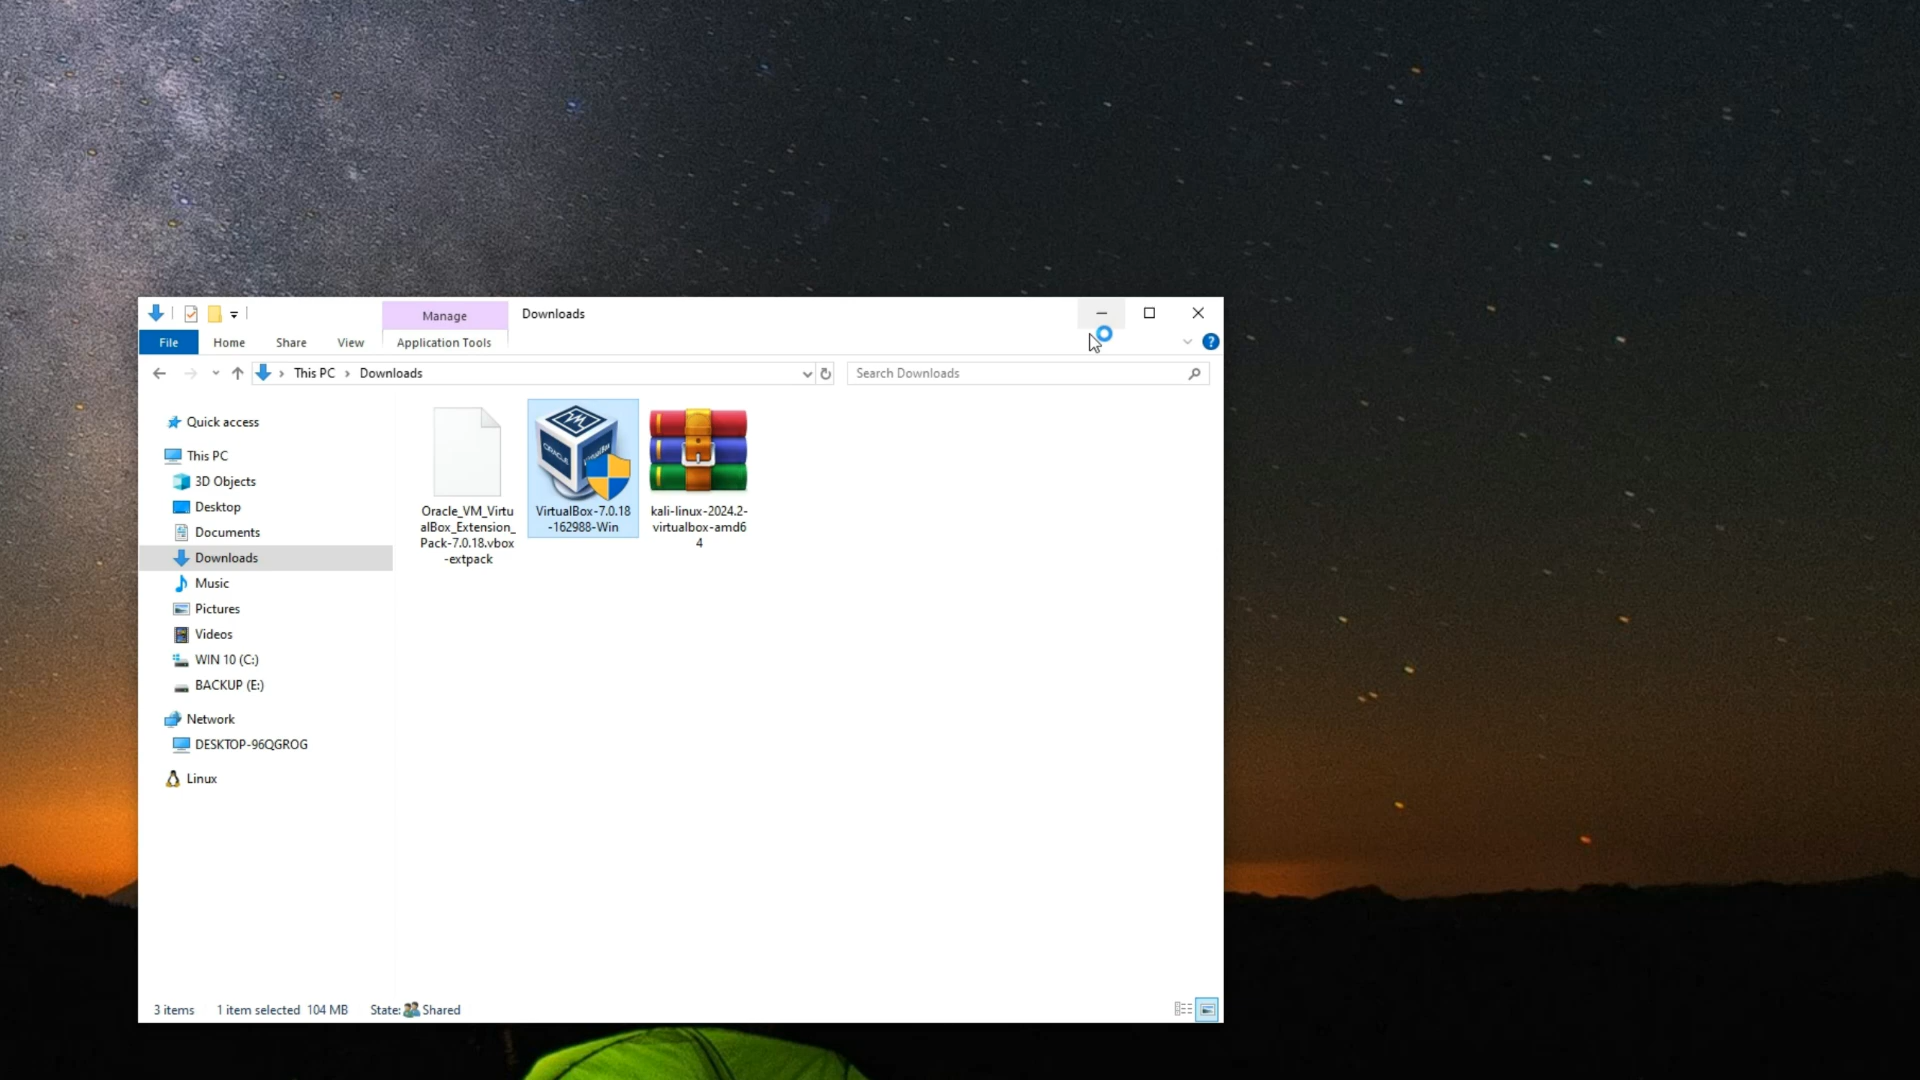 Manage
Downloads
File
Home
Share
View
Application Tools
?
This PC
Downloads
Search Downloads
Quick access
This PC
3D Objects
Desktop
Documents
Downloads
Music
Pictures
Videos
WIN 10 (C:)
BACKUP (E:)
Network
DESKTOP-96QGROG
Linux
Oracle_VM_Virtu
alBox_Extension_
Pack-7.0.18.vbox
-extpack
ORACLE
VirtualBox
VirtualBox-7.0.18
-162988-Win
kali-linux-2024.2-
virtualbox-amd6
4
3 items
1 item selected 104 MB
State: Shared